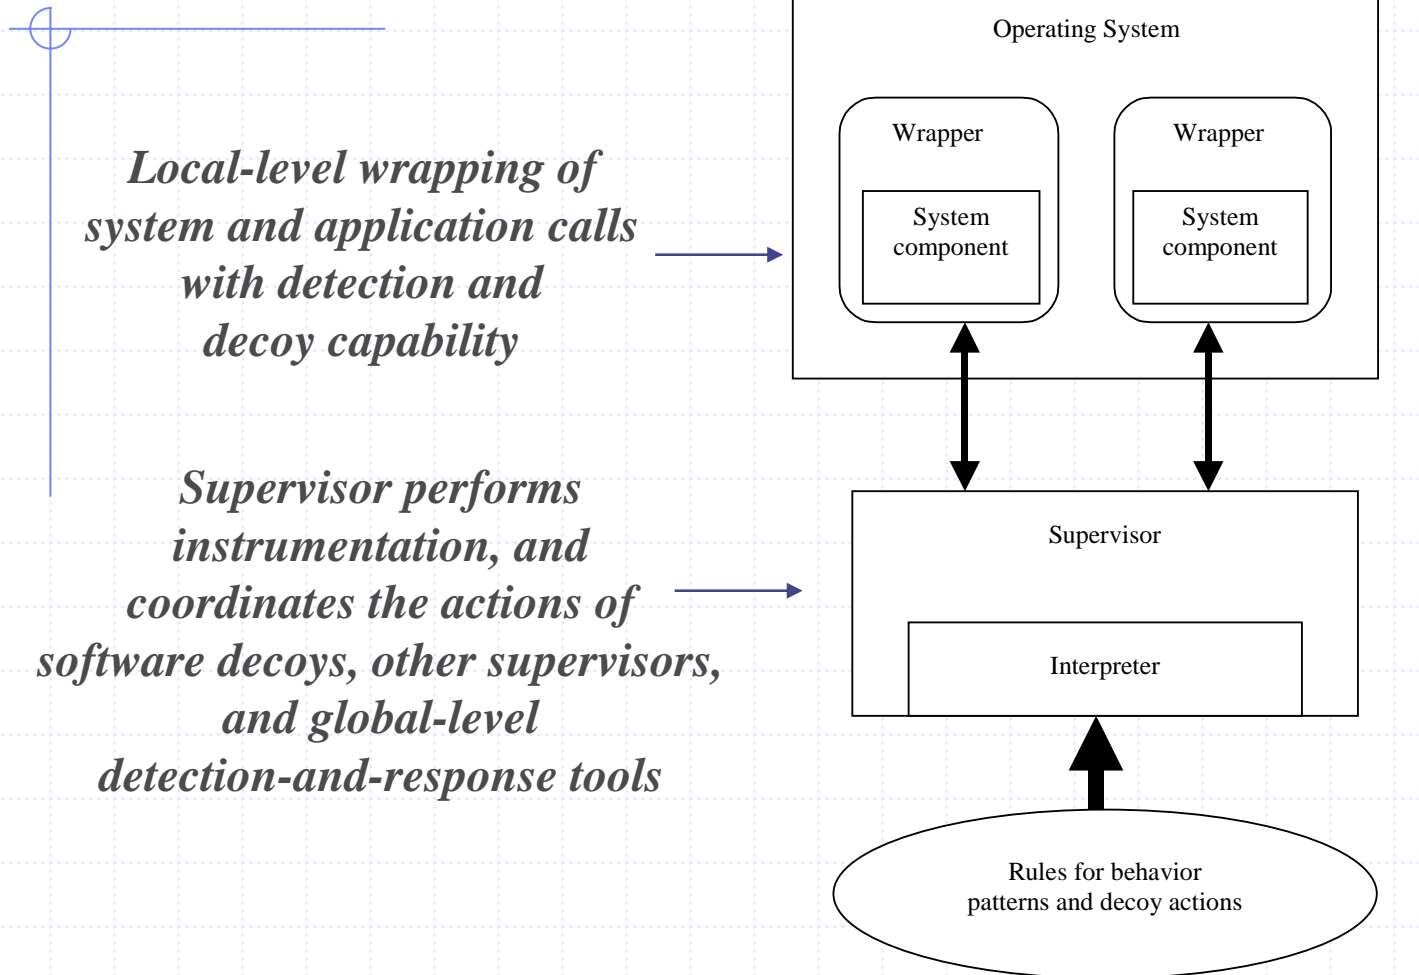 Local-level wrapping of
system and application calls
with detection and
decoy capability
Supervisor performs
instrumentation, and
coordinates the actions of
software decoys, other supervisors,
and global-level
detection-and-response tools
Operating System
Wrapper
System
component
Wrapper
System
component
Supervisor
Interpreter
Rules for behavior
patterns and decoy actions